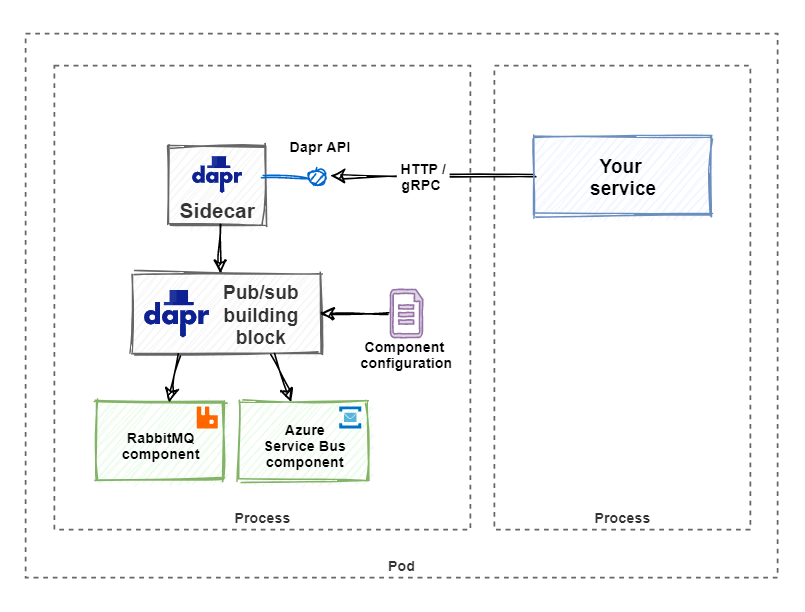 Dapr API
dapr
Sidecar
HTTP /
gRPC
Your
service
dapr
Pub/sub
building
block
Component
configuration
RabbitMQ
component
Azure
Service Bus
component
Process
Process
Pod